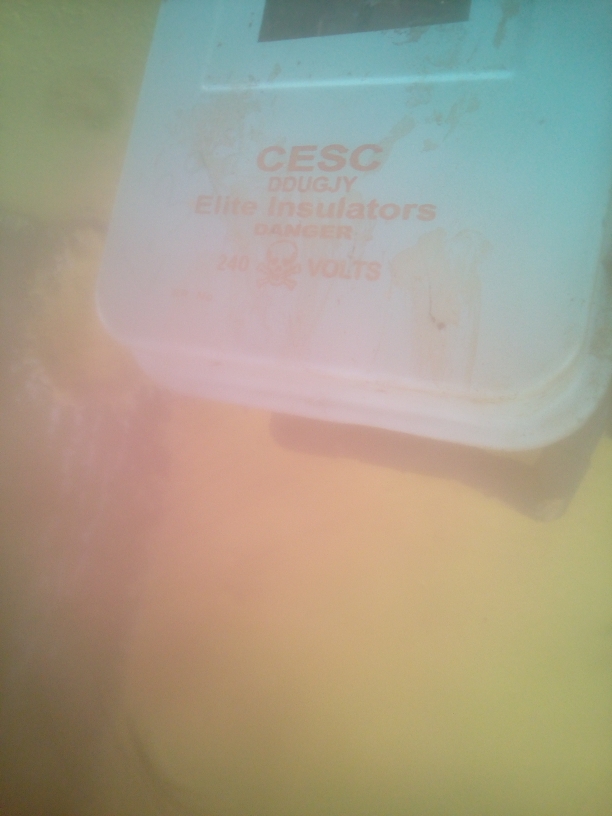 CESC
DDUGJY
Elite Insulators
DANGER
240 VOLTS